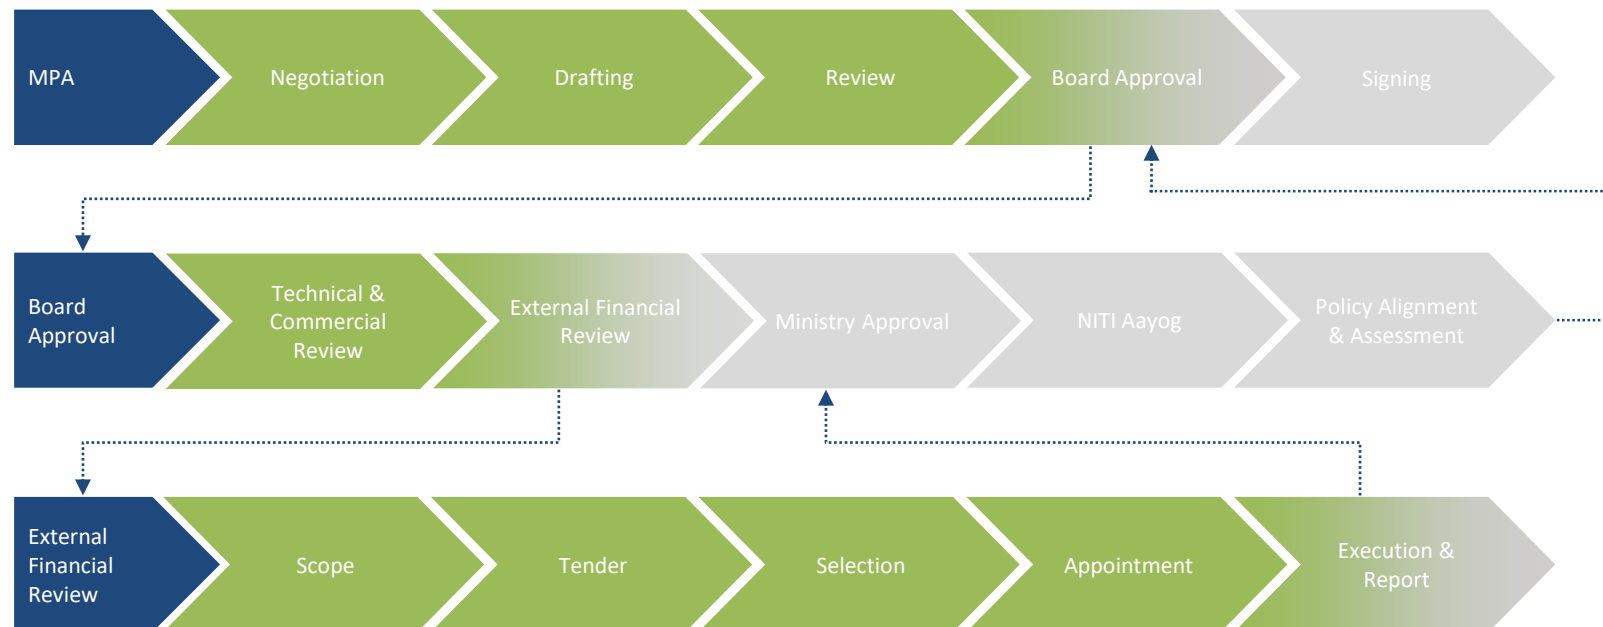 MPA
Negotiation
Drafting
Review
Board Approval
Signing
Board
Approval
Technical &
Commercial
Review
External Financial
Review
Ministry Approval
NITI Aayog
Policy Alignment
& Assessment
External
Financial
Review
Scope
Tender
Selection
Appointment
Execution &
Report